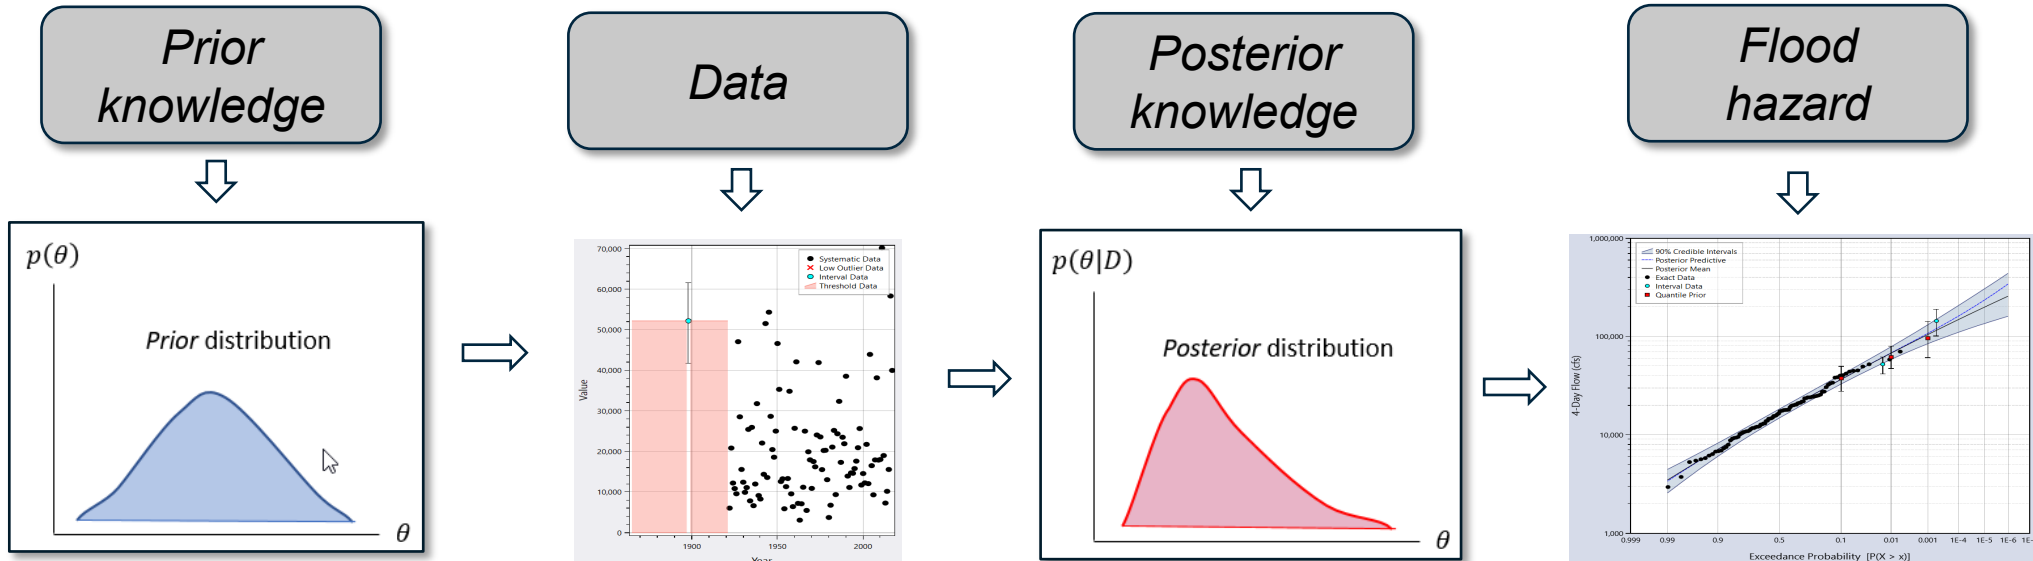 Prior
knowledge
Data
Posterior
knowledge
Flood
hazard
p(θ)
Prior distribution
θ
70,000
60,000
50,000
40,000
30,000
20,000
10,000
0
Value
Systematic Data
Low Outlier Data
Interval Data
Threshold Data
1900
1950
2000
Year
p(θ|D)
Posterior distribution
θ
1,000,000
100,000
10,000
1,000
4-Day Flow (cfs)
90% Credible Intervals
Posterior Predictive
Posterior Mean
Exact Data
Interval Data
Quantile Prior
0.999
0.99
0.9
0.5
0.1
0.01
0.001
1E-4
1E-5
1E-6
Exceedance Probability [P(X > x)]